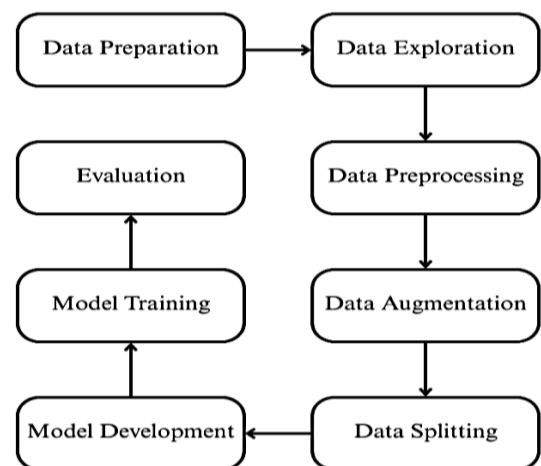 Data Preparation
Data Exploration
Data Preprocessing
Data Augmentation
Data Splitting
Model Development
Model Training
Evaluation